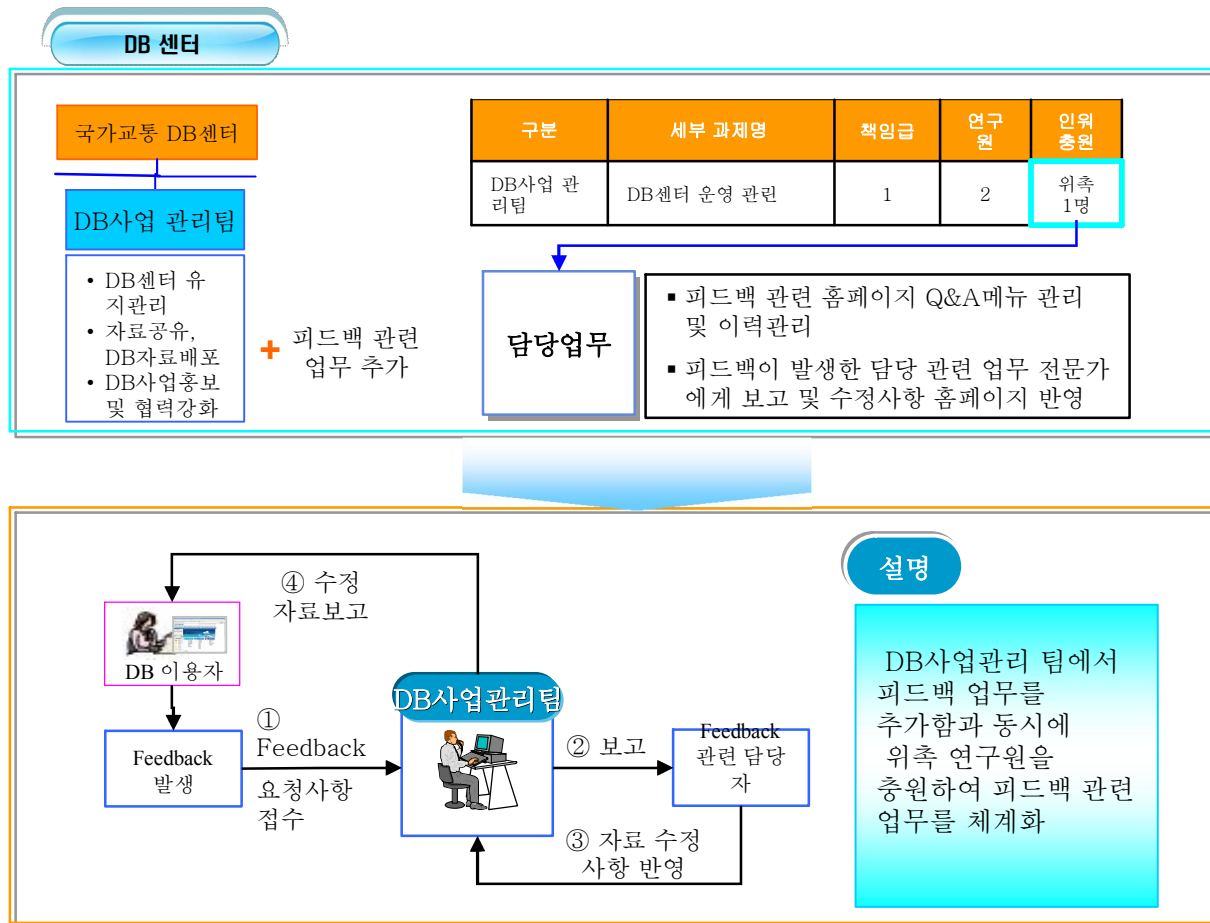 DB 센터
국가교통 DB센터
DB사업 관리팀
• DB센터 유
지관리
• 자료공유,
DB자료배포
• DB사업홍보
및 협력강화
+ 피드백 관련
업무 추가
구분
세부 과제명
책임급
연구
원
인워
충원
DB사업 관
리팀
DB센터 운영 관린
1
2
위촉
1명
담당업무
▪ 피드백 관련 홈페이지 Q&A메뉴 관리
및 이력관리
▪ 피드백이 발생한 담당 관련 업무 전문가
에게 보고 및 수정사항 홈페이지 반영
④ 수정
자료보고
DB 이용자
Feedback
발생
①
Feedback
요청사항
접수
DB사업관리팀
② 보고
Feedback
관련 담당
자
③ 자료 수정
사항 반영
설명
DB사업관리 팀에서
피드백 업무를
추가함과 동시에
위촉 연구원을
충원하여 피드백 관련
업무를 체계화